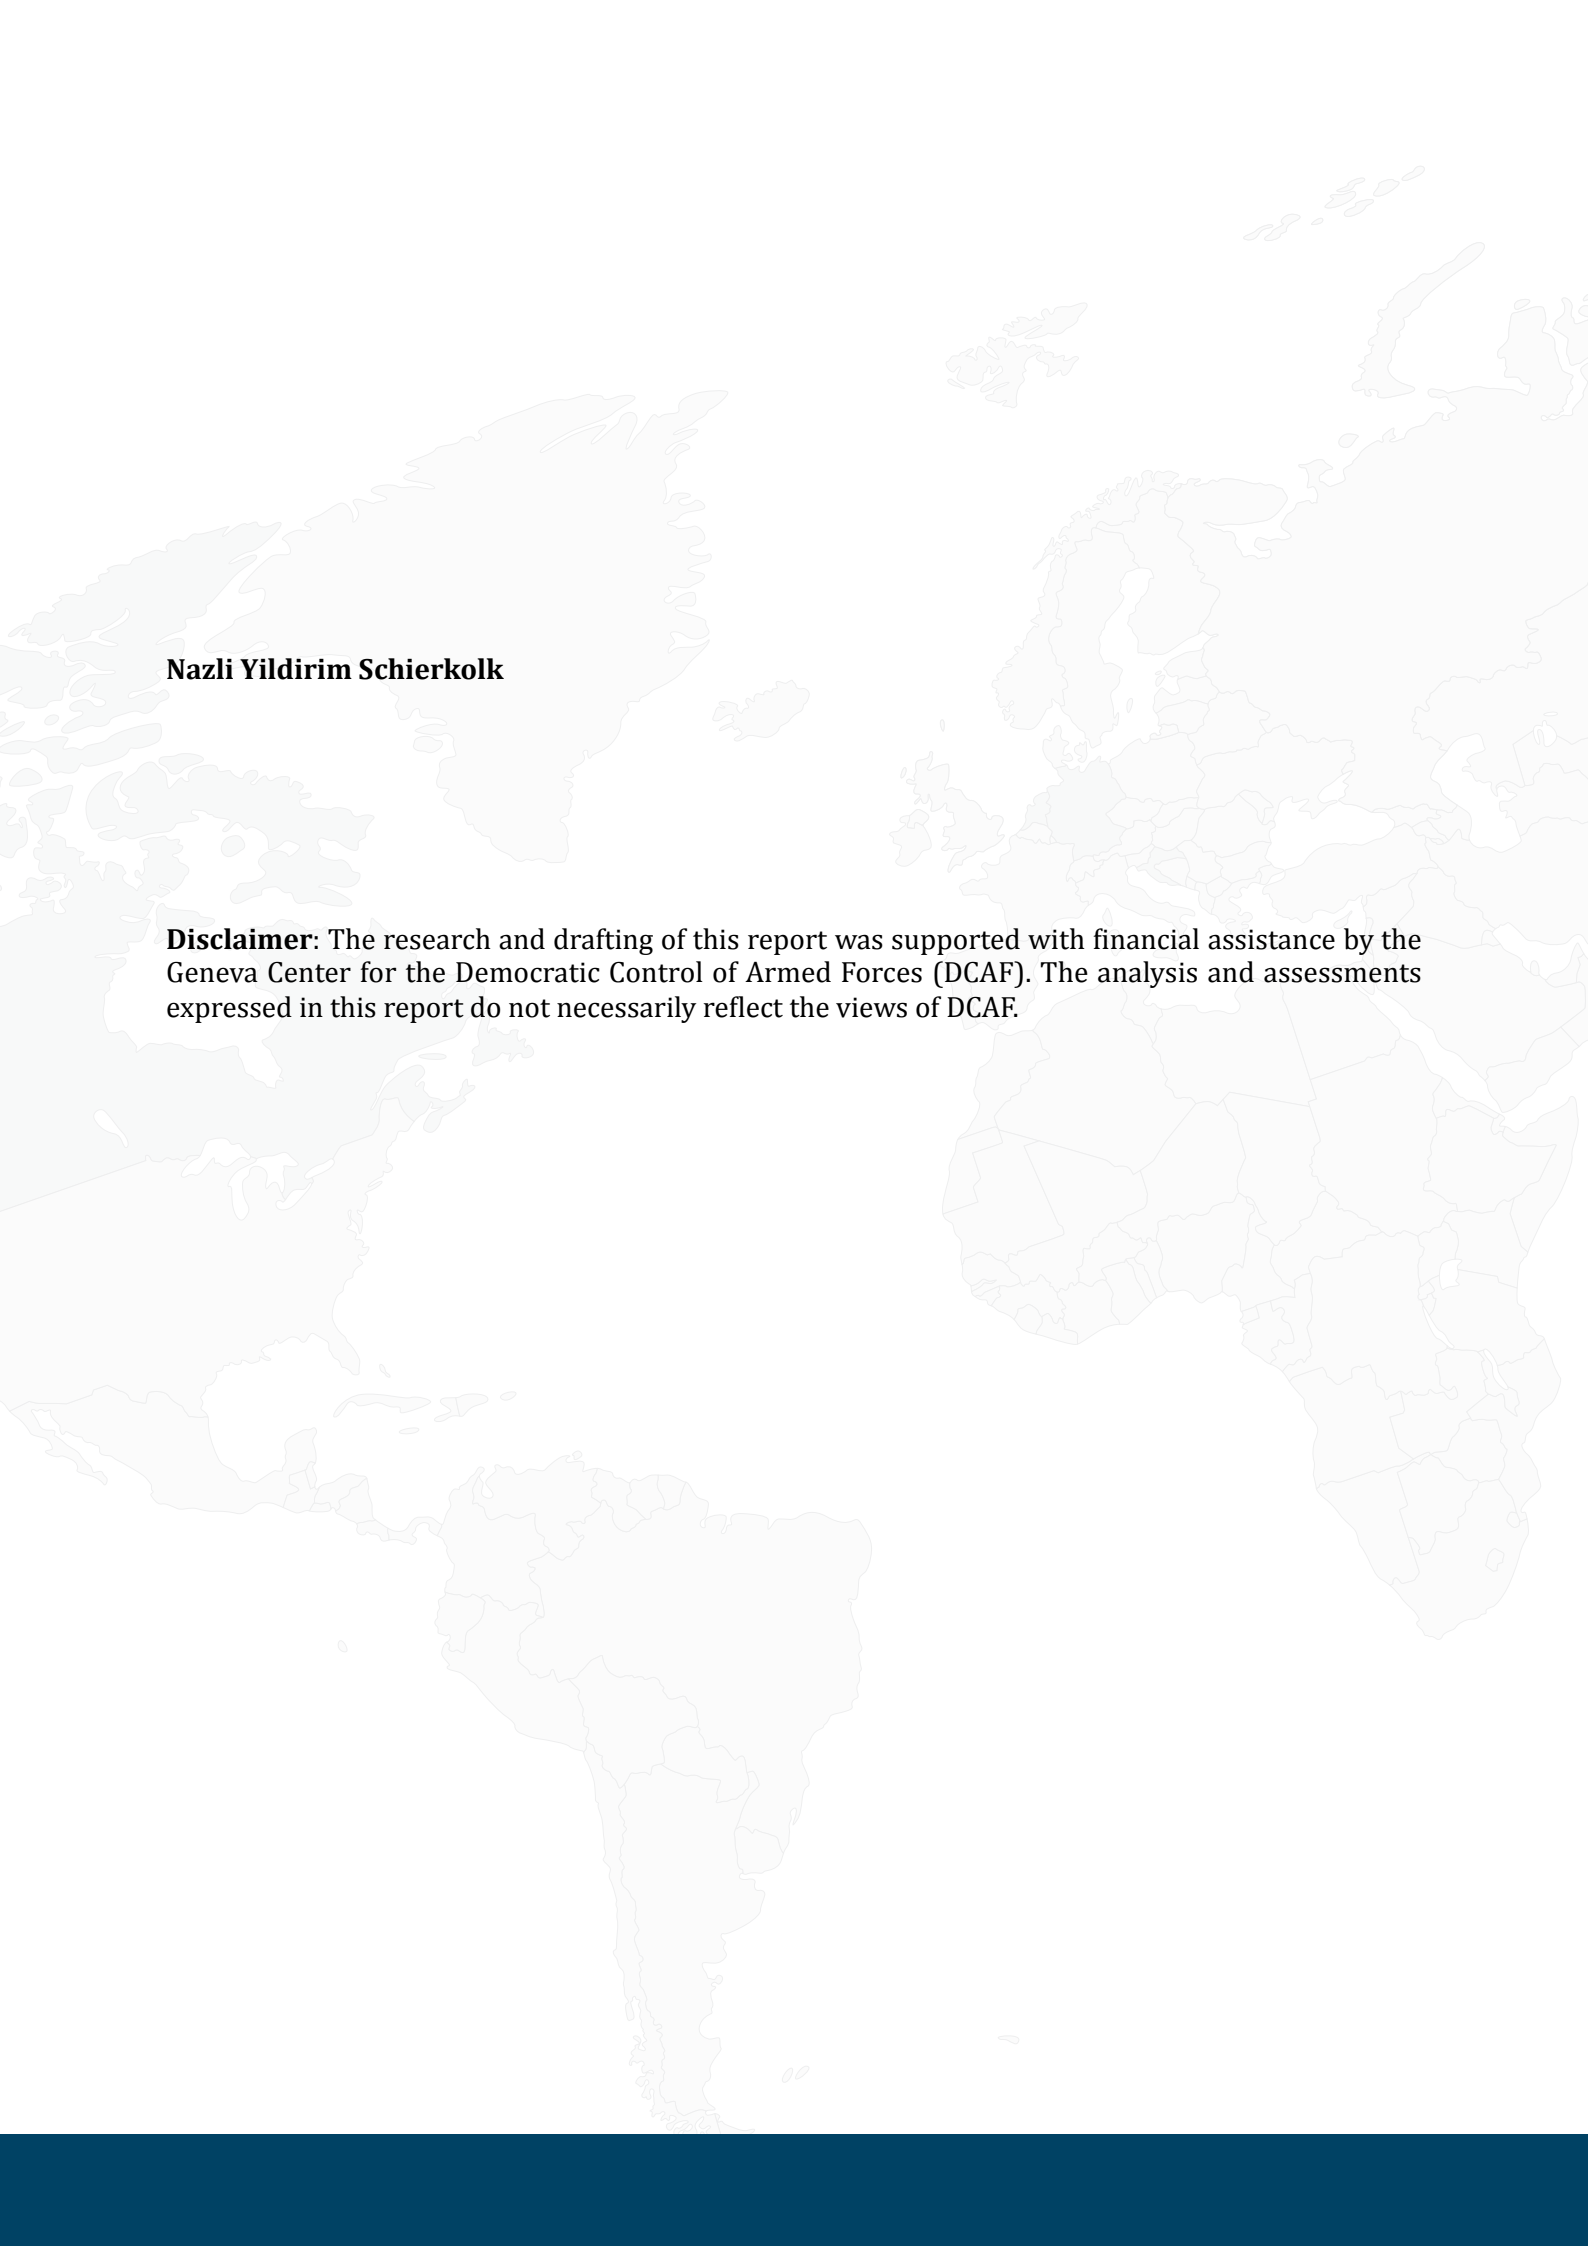 Nazli Yildirim Schierkolk
Disclaimer: The research and drafting of this report was supported with financial assistance by the
Geneva Center for the Democratic Control of Armed Forces (DCAF). The analysis and assessments
expressed in this report do not necessarily reflect the views of DCAF.